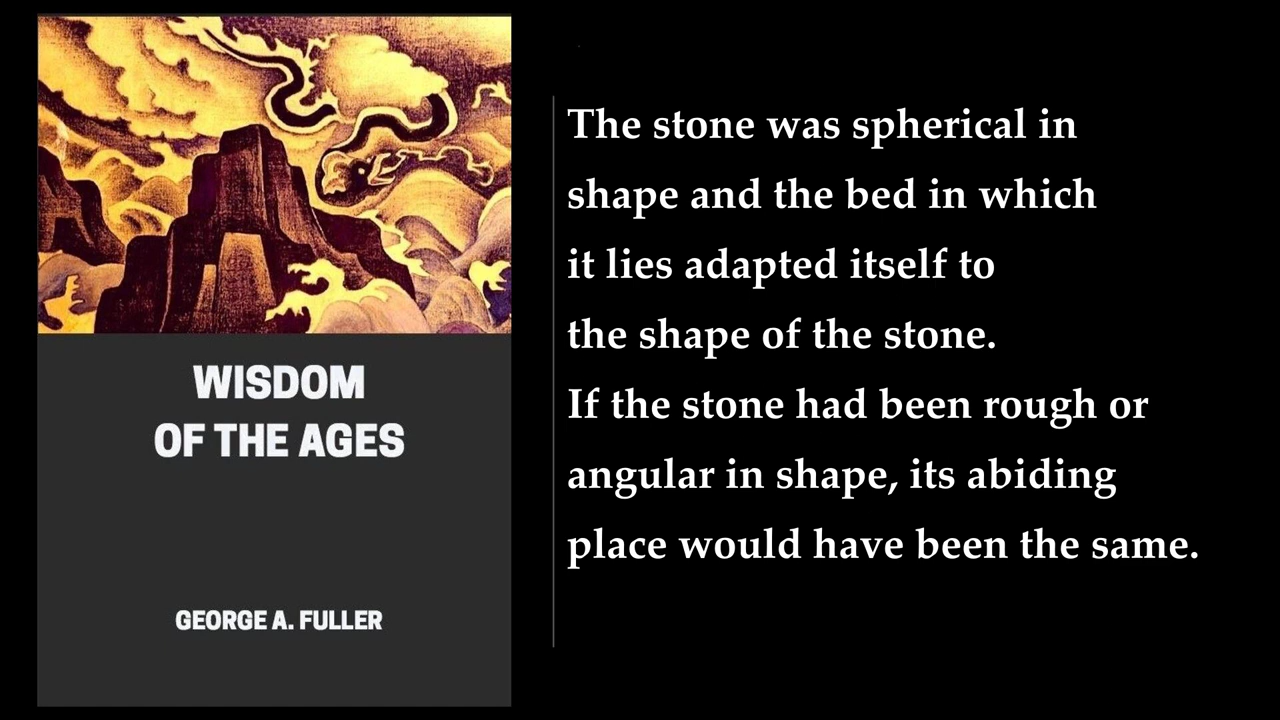 WISDOM
OF THE AGES
GEORGE A. FULLER
The stone was spherical in
shape and the bed in which
it lies adapted itself to
the shape of the stone.
If the stone had been rough or
angular in shape, its abiding
place would have been the same.